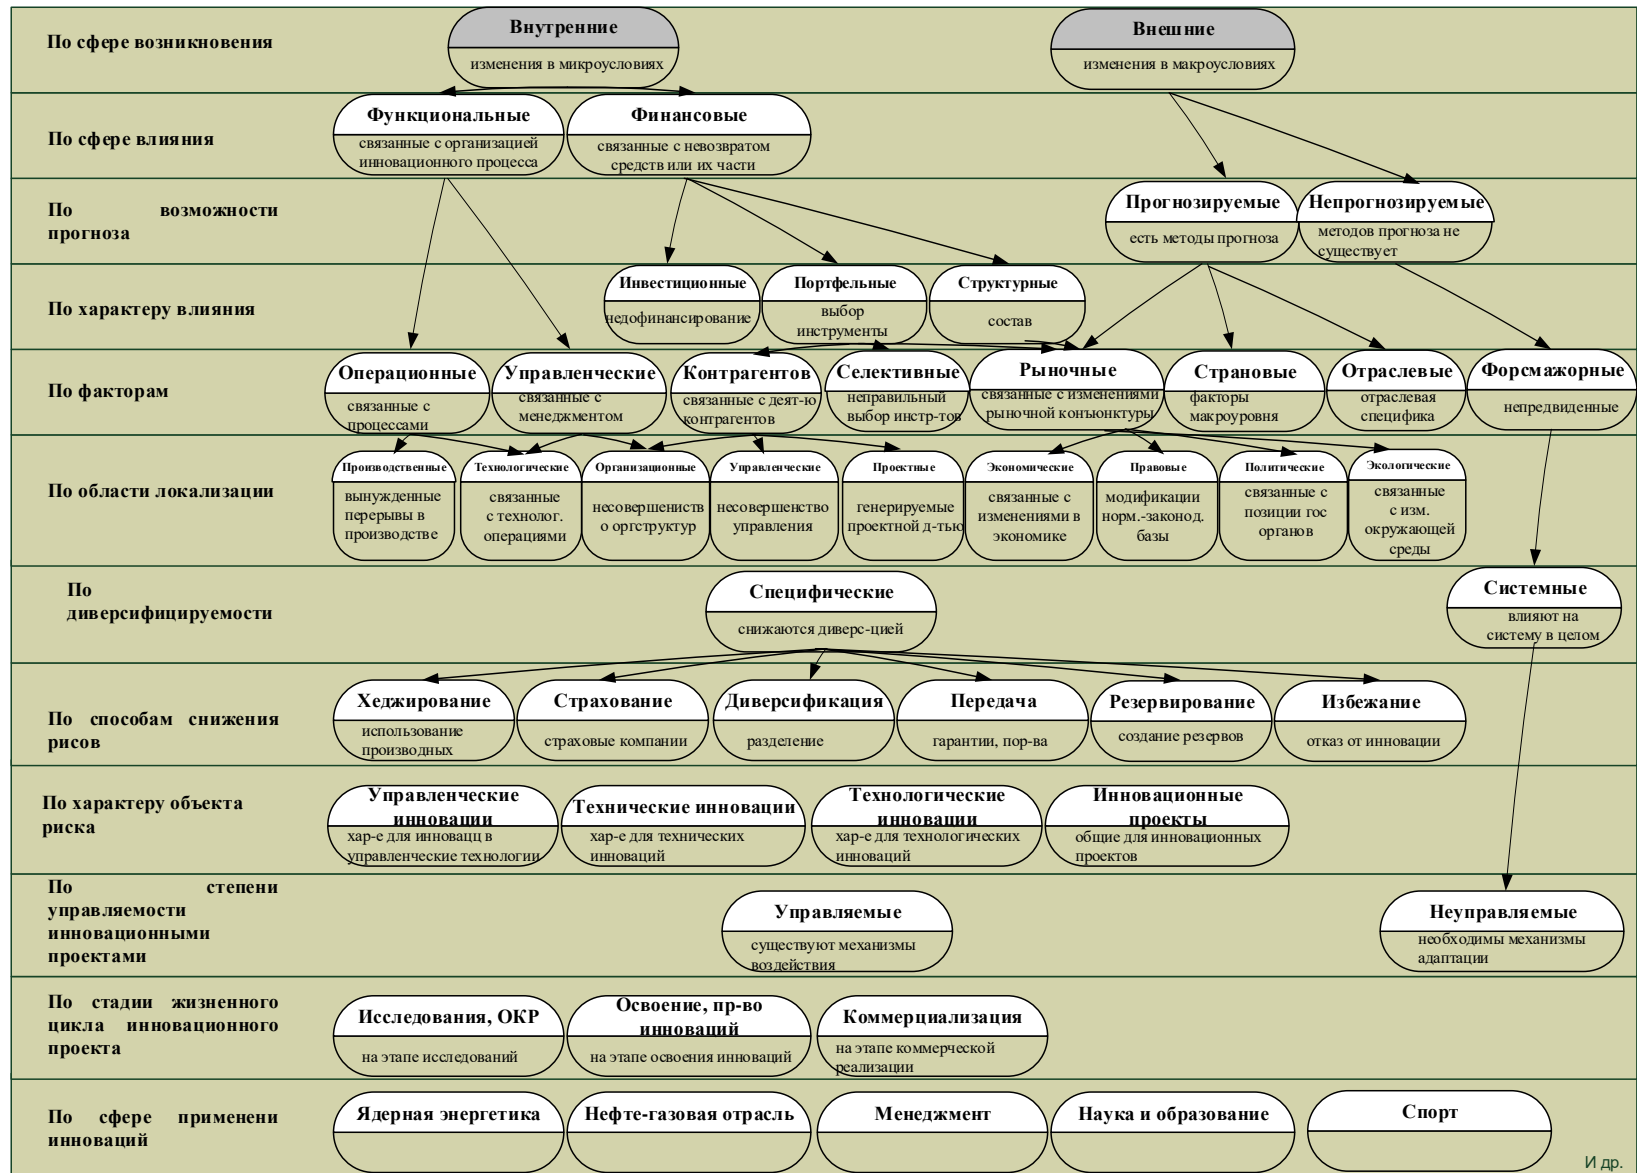 По сфере возникновения
Внутренние
изменения в микроусловиях
Внешние
изменения в макроусловиях
По сфере влияния
Функциональные
связанные с организацией
инновационного процесса
Финансовые
связанные с невозвратом
средств или их части
По возможности
прогноза
Прогнозируемые
есть методы прогноза
Непрогнозируемые
методов прогноза не
существует
По характеру влияния
Инвестиционные
недофинансирование
Портфельные
выбор
инструменты
Структурные
состав
По факторам
Операционные
связанные с
процессами
Управленческие
связанные с
менеджментом
Контрагентов
связанные с деят-ю
контрагентов
Селективные
неправильный
выбор инстр-тов
Рыночные
связанные с изменениями
рыночной конъюнктуры
Страновые
факторы
макроуровня
Отраслевые
отраслевая
специфика
Форсмажорные
непредвиденные
По области локализации
Производственные
вынужденные
перерывы в
производстве
Технологические
связанные
с технолог.
операциями
Организационные
несовершениств
о оргструктур
Управленческие
несовершенство
управления
Проектные
генерируемые
проектной д-тью
Экономические
связанные с
изменениями в
экономике
Правовые
модификации
норм.-законод.
базы
Политические
связанные с
позиции гос
органов
Экологические
связанные
с изм.
окружающей
среды
По
диверсифицируемости
Специфические
снижаются диверс-цией
Системные
влияют на
систему в целом
По способам снижения
рисов
Хеджирование
использование
производных
Страхование
страховые компании
Диверсификация
разделение
Передача
гарантии, пор-ва
Резервирование
создание резервов
Избежание
отказ от инновации
По характеру объекта
риска
Управленческие
инновации
хар-е для инновацц в
управленческие технологии
Технические инновации
хар-е для технических
инноваций
Технологические
инновации
хар-е для технологических
инноваций
Инновационные
проекты
общие для инновационных
проектов
По степени
управляемости
инновационными
проектами
Управляемые
существуют механизмы
воздействия
Неуправляемые
необходимы механизмы
адаптации
По стадии жизненного
цикла инновационного
проекта
Исследования, ОКР
на этапе исследований
Освоение, пр-во
инноваций
на этапе освоения инноваций
Коммерциализация
на этапе коммерческой
реализации
По сфере применени
инноваций
Ядерная энергетика
Нефте-газовая отрасль
Менеджмент
Наука и образование
Спорт
И др.